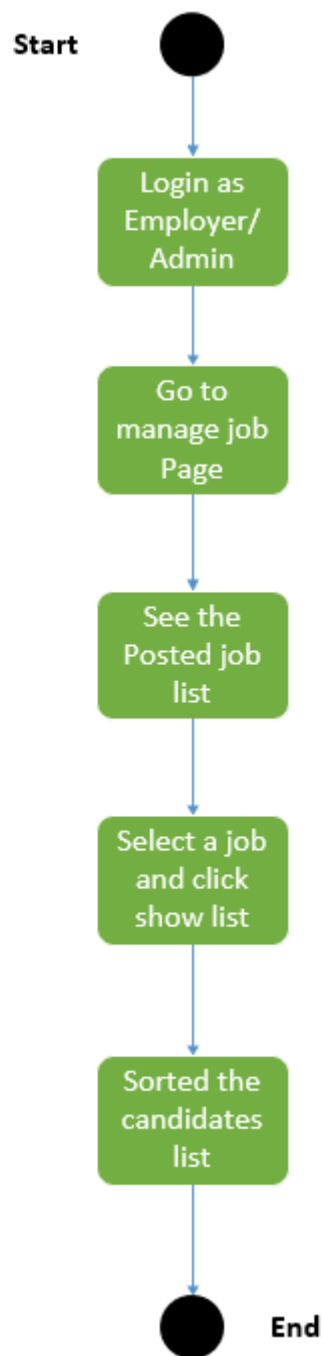 Start
Login as
Employer/
Admin
Go to
manage job
Page
See the
Posted job
list
Select a job
and click
show list
Sorted the
candidates
list
End